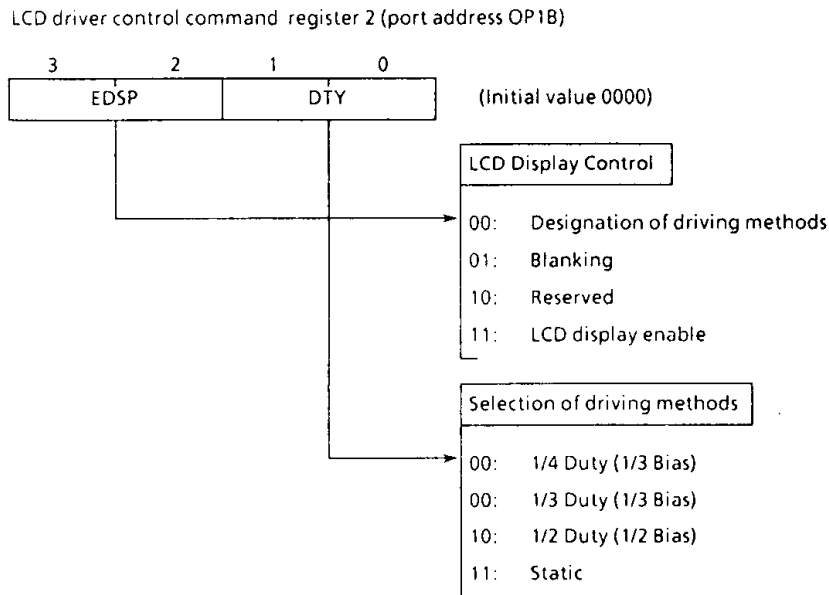 LCD driver control command register 2 (port address OP1B)
3 2 1 0
EDSP DTY (Initial value 0000)
LCD Display Control
00: Designation of driving methods
01: Blanking
10: Reserved
11: LCD display enable
Selection of driving methods
00: 1/4 Duty (1/3 Bias)
00: 1/3 Duty (1/3 Bias)
10: 1/2 Duty (1/2 Bias)
11: Static